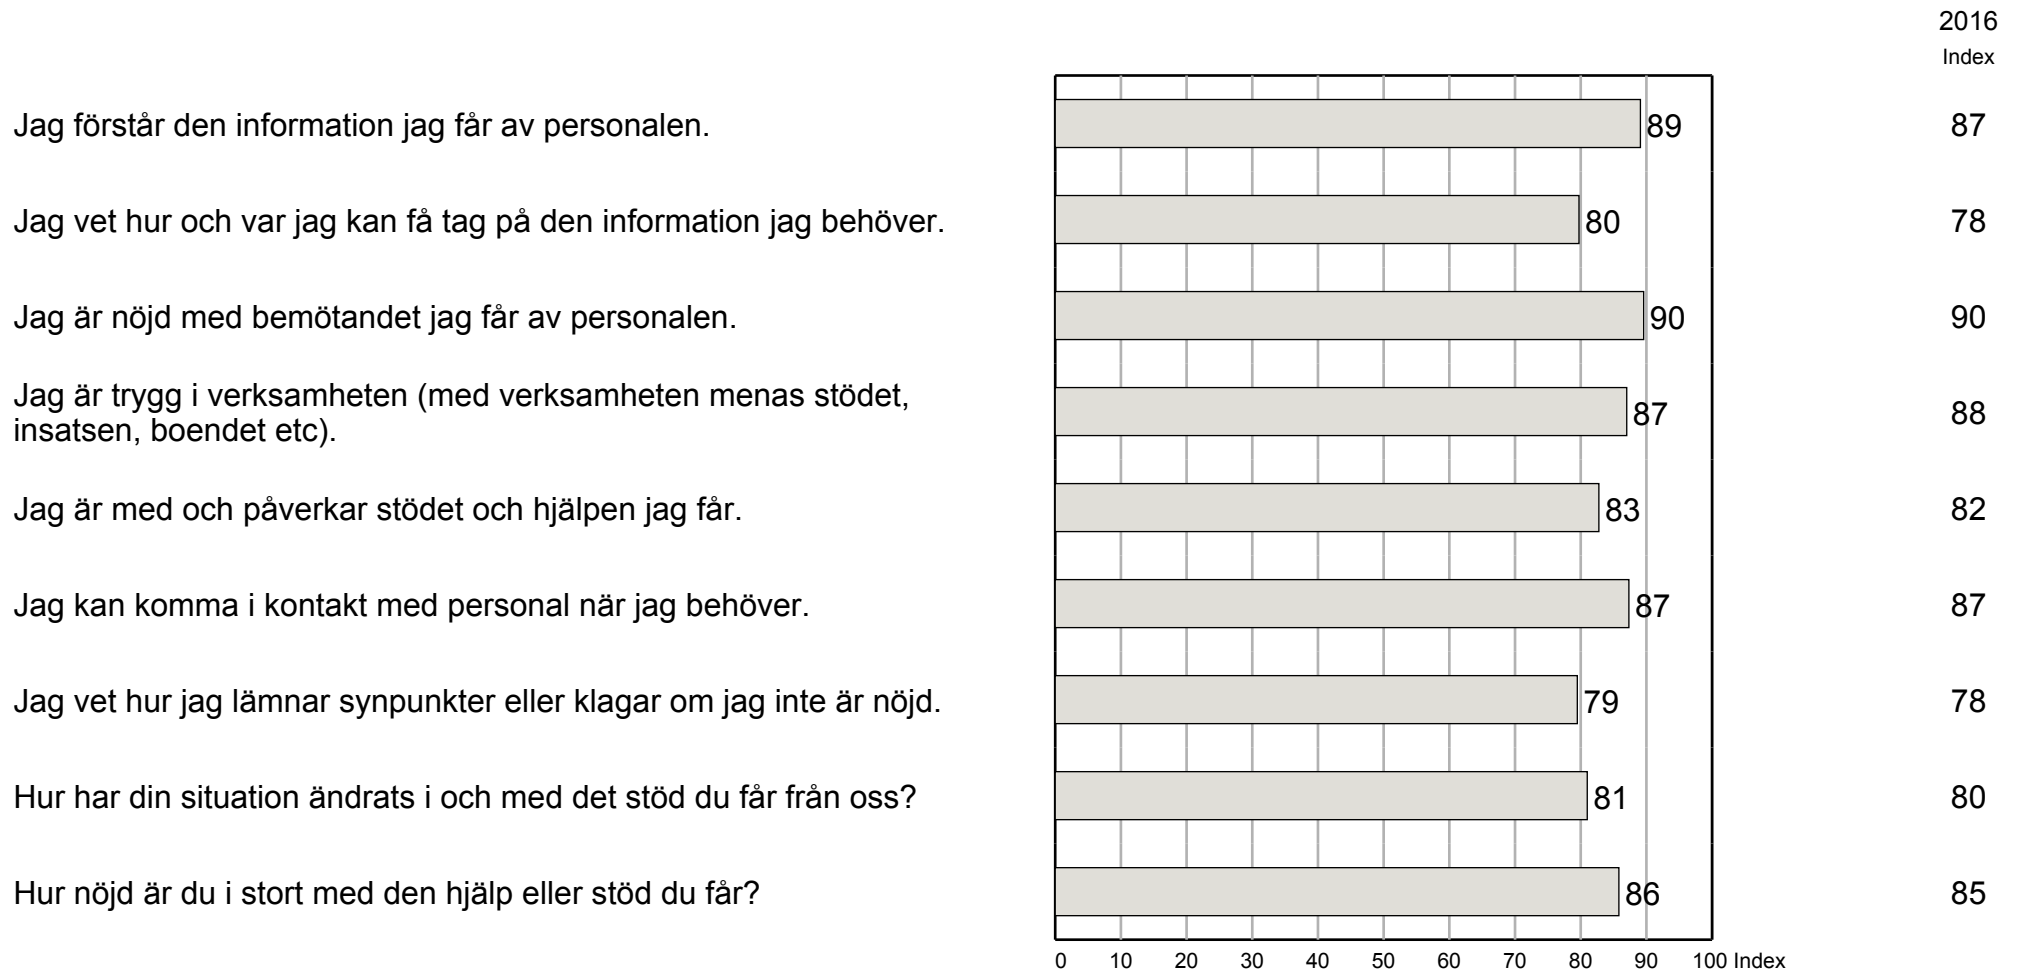 2016
Index
Jag förstår den information jag får av personalen. 89 87
Jag vet hur och var jag kan få tag på den information jag behöver. 80 78
Jag är nöjd med bemötandet jag får av personalen. 90 90
Jag är trygg i verksamheten (med verksamheten menas stödet,
insatsen, boendet etc). 87 88
Jag är med och påverkar stödet och hjälpen jag får. 83 82
Jag kan komma i kontakt med personal när jag behöver. 87 87
Jag vet hur jag lämnar synpunkter eller klagar om jag inte är nöjd. 79 78
Hur har din situation ändrats i och med det stöd du får från oss? 81 80
Hur nöjd är du i stort med den hjälp eller stöd du får? 86 85
0 10 20 30 40 50 60 70 80 90 100 Index